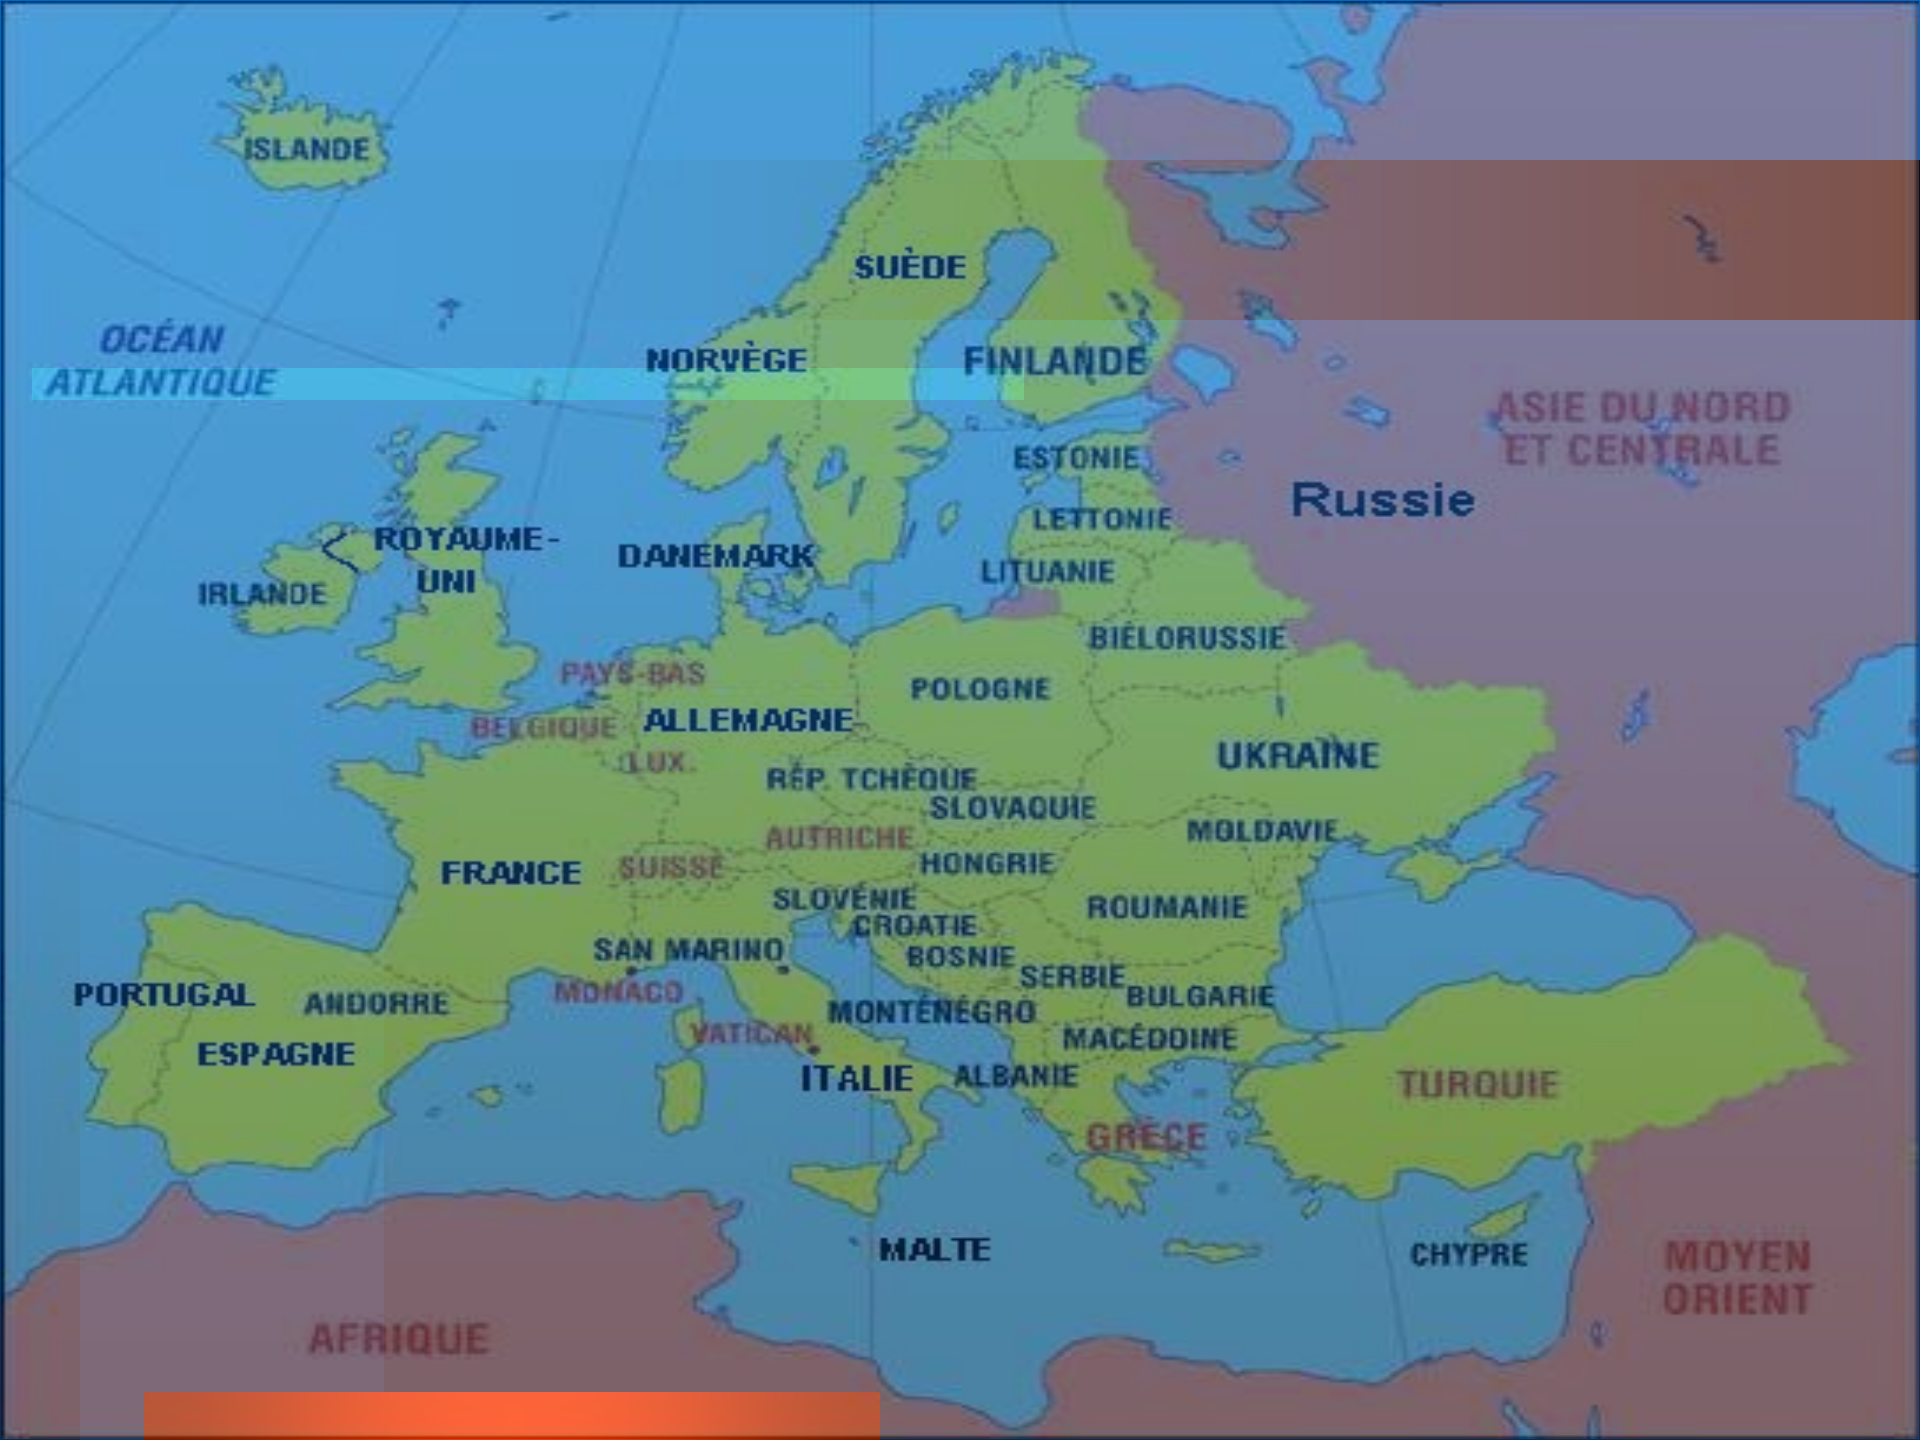 ISLANDE
SUÈDE
OCÉAN
ATLANTIQUE
NORVÈGE
FINLANDE
ASIE DU NORD
ET CENTRALE
ESTONIE
Russie
LETTONIE
ROYAUME-
UNI
DANEMARK
LITUANIE
IRLANDE
BIÉLORUSSIE
PAYS-BAS
POLOGNE
BELGIQUE
ALLEMAGNE
UKRAINE
LUX.
RÉP. TCHÈQUE
SLOVAQUIE
MOLDAVIE
AUTRICHE
HONGRIE
FRANCE
SUISSE
SLOVÉNIE
ROUMANIE
CROATIE
SAN MARINO
BOSNIE
SERBIE
PORTUGAL
ANDORRE
MONACO
BULGARIE
MONTÉNÉGRO
VATICAN
MACÉDDINE
ESPAGNE
ITALIE
ALBANIE
TURQUIE
GRÈCE
MALTE
CHYPRE
MOYEN
ORIENT
AFRIQUE